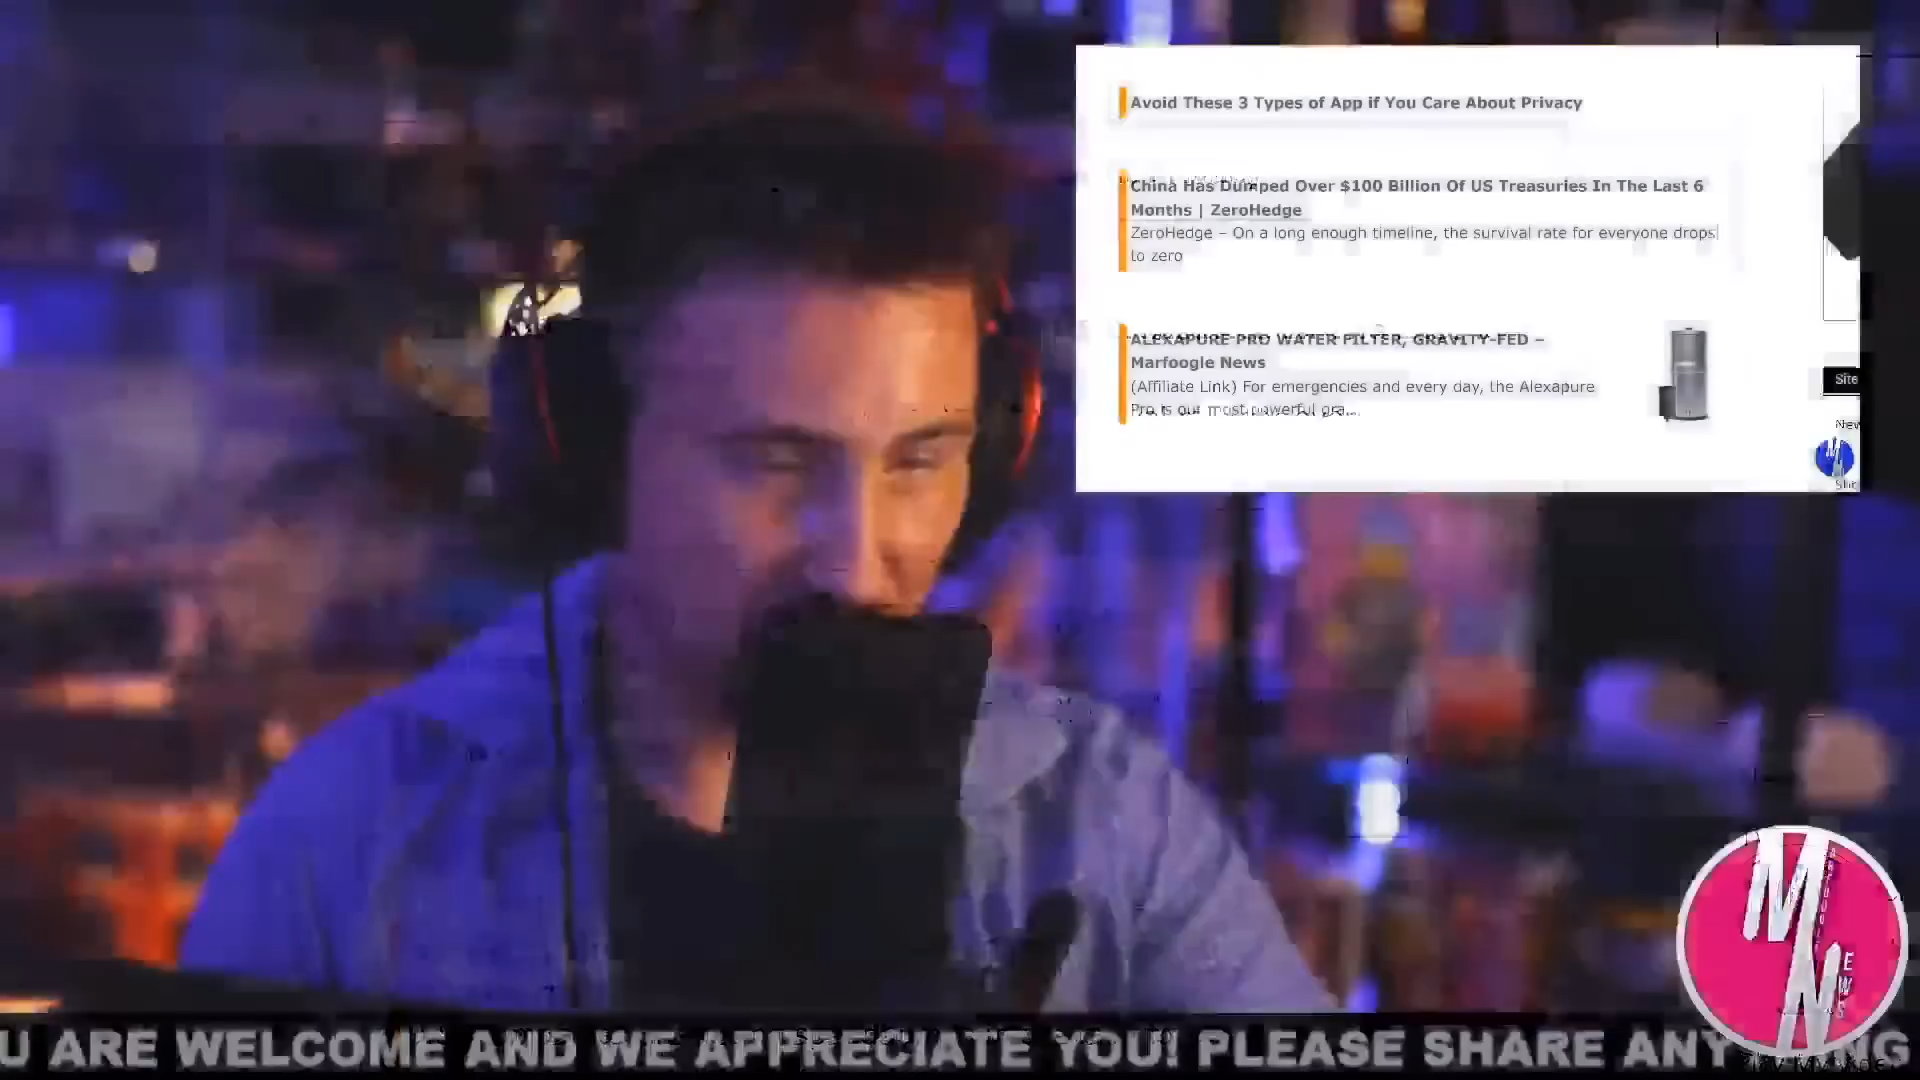 Avoid These 3 Types of App if You Care About Privacy
China Has Dumped Over $100 Billion Of US Treasuries In The Last 6
Months | ZeroHedge
ZeroHedge – On a long enough timeline, the survival rate for everyone drops
to zero
ALEXAPURE PRO WATER FILTER, GRAVITY-FED –
Marfoogle News
(Affiliate Link) For emergencies and every day, the Alexapure
Pro is our most powerful gra...
Site
New
MN
U ARE WELCOME AND WE APPRECIATE YOU! PLEASE SHARE